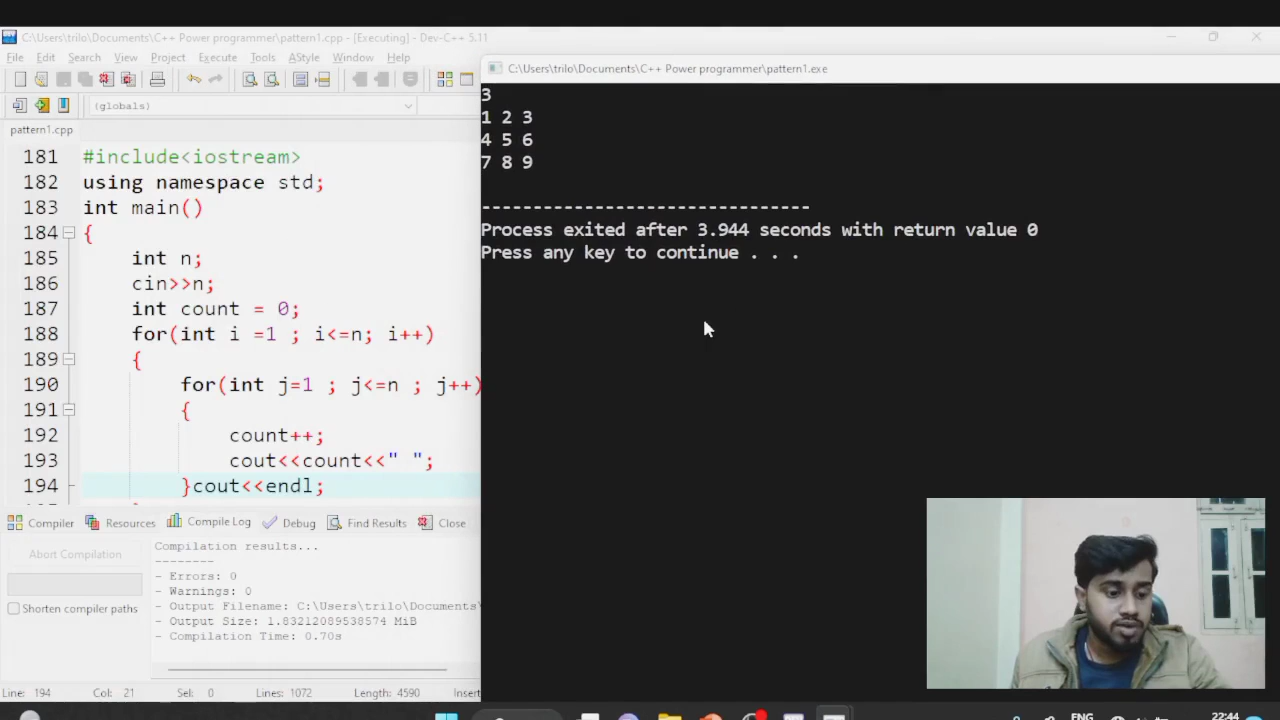 C:\Users\trilo\Documents\C++ Power programmer\pattern1.cpp - [Executing] - Dev-C++ 5.11
File Edit Search View Project Execute Tools AStyle Window Help
(globals)
pattern1.cpp
181 #include<iostream>
182 using namespace std;
183 int main()
184 {
185 int n;
186 cin>>n;
187 int count = 0;
188 for(int i =1 ; i<=n; i++)
189 {
190 for(int j=1 ; j<=n ; j++)
191 {
192 count++;
193 cout<<count<<" ";
194 }cout<<endl;
C:\Users\trilo\Documents\C++ Power programmer\pattern1.exe
3
1 2 3
4 5 6
7 8 9
--------------------------------
Process exited after 3.944 seconds with return value 0
Press any key to continue . . .
Compiler Resources Compile Log Debug Find Results Close
Abort Compilation
Shorten compiler paths
Compilation results...
--------
- Errors: 0
- Warnings: 0
- Output Filename: C:\Users\trilo\Documents\
- Output Size: 1.83212089538574 MiB
- Compilation Time: 0.70s
Line: 194 Col: 21 Sel: 0 Lines: 1072 Length: 4590 Insert
ENG
22:44